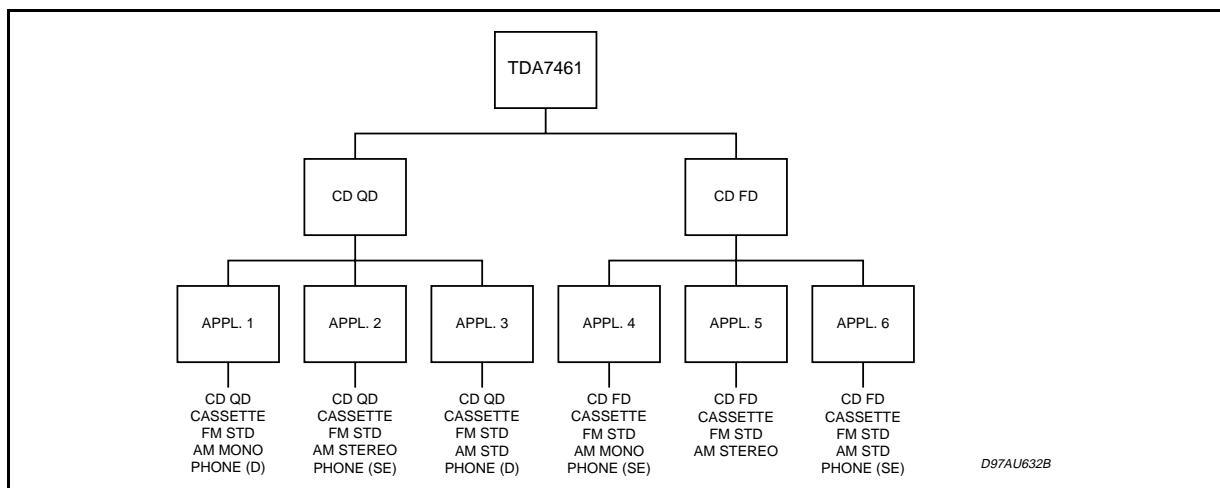 TDA7461
CD QD
CD FD
APPL. 1
APPL. 2
APPL. 3
APPL. 4
APPL. 5
APPL. 6
CD QD
CASSETTE
FM STD
AM MONO
PHONE (D)
CD QD
CASSETTE
FM STD
AM STEREO
PHONE (SE)
CD QD
CASSETTE
FM STD
AM STD
PHONE (D)
CD FD
CASSETTE
FM STD
AM MONO
PHONE (SE)
CD FD
CASSETTE
FM STD
AM STEREO
CD FD
CASSETTE
FM STD
AM STD
PHONE (SE)
D97AU632B